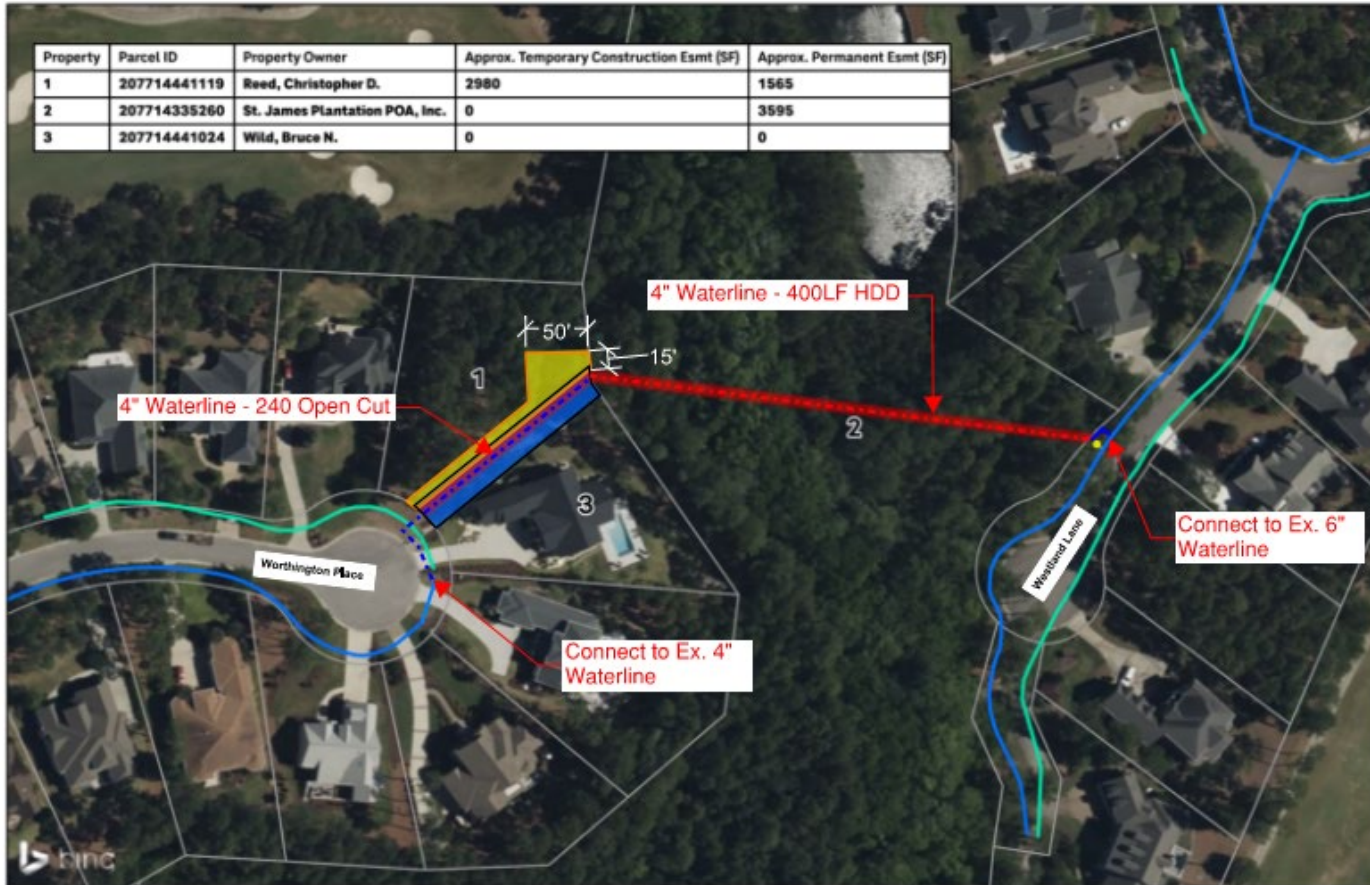 Property Parcel ID Property Owner Approx. Temporary Construction Esmt (SF) Approx. Permanent Esmt (SF)
1 207714441119 Reed, Christopher D. 2980 1565
2 207714335260 St. James Plantation POA, Inc. 0 3595
3 207714441024 Wild, Bruce N. 0 0
4" Waterline - 400LF HDD
50'
15'
1
4" Waterline - 240 Open Cut
2
3
Connect to Ex. 6"
Waterline
Westland Lane
Worthington Place
Connect to Ex. 4"
Waterline
bing